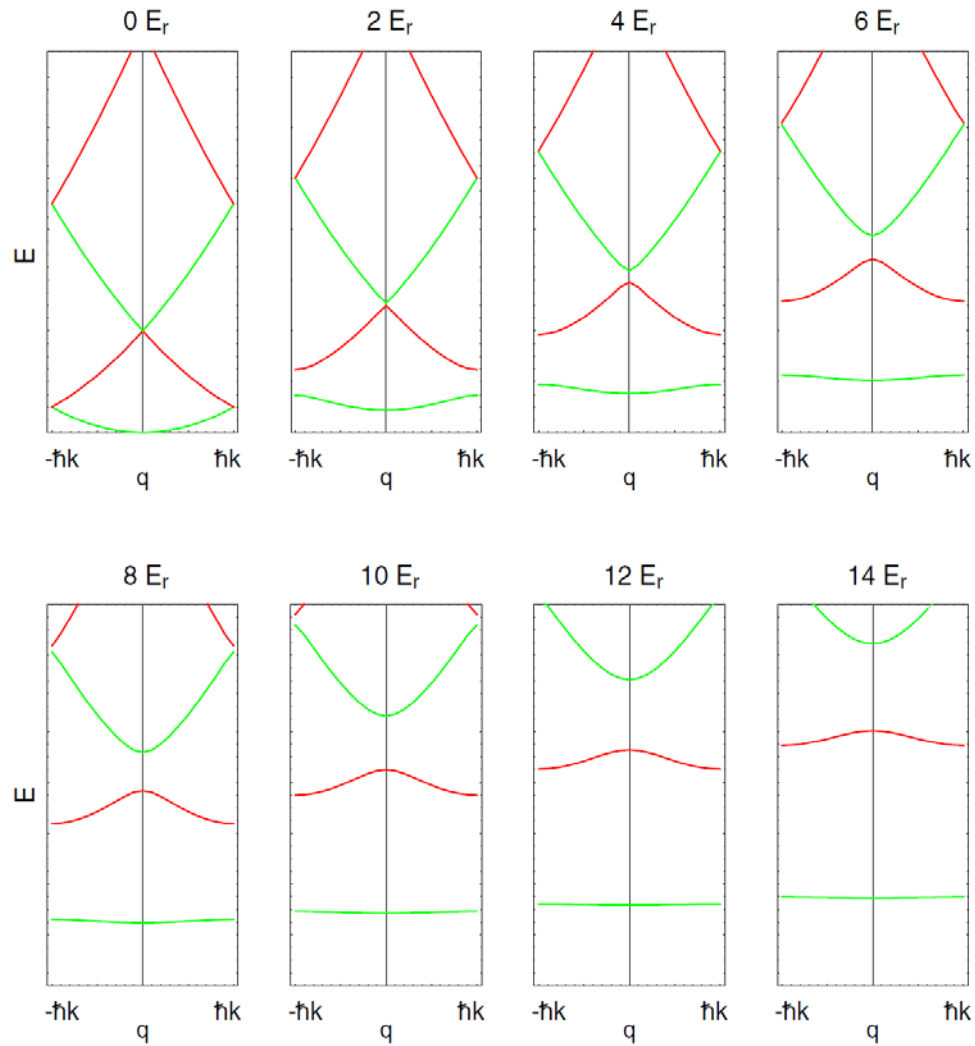 0 Eᵣ 2 Eᵣ 4 Eᵣ 6 Eᵣ
E
-ħk ħk -ħk ħk -ħk ħk -ħk ħk
q q q q
8 Eᵣ 10 Eᵣ 12 Eᵣ 14 Eᵣ
E
-ħk ħk -ħk ħk -ħk ħk -ħk ħk
q q q q